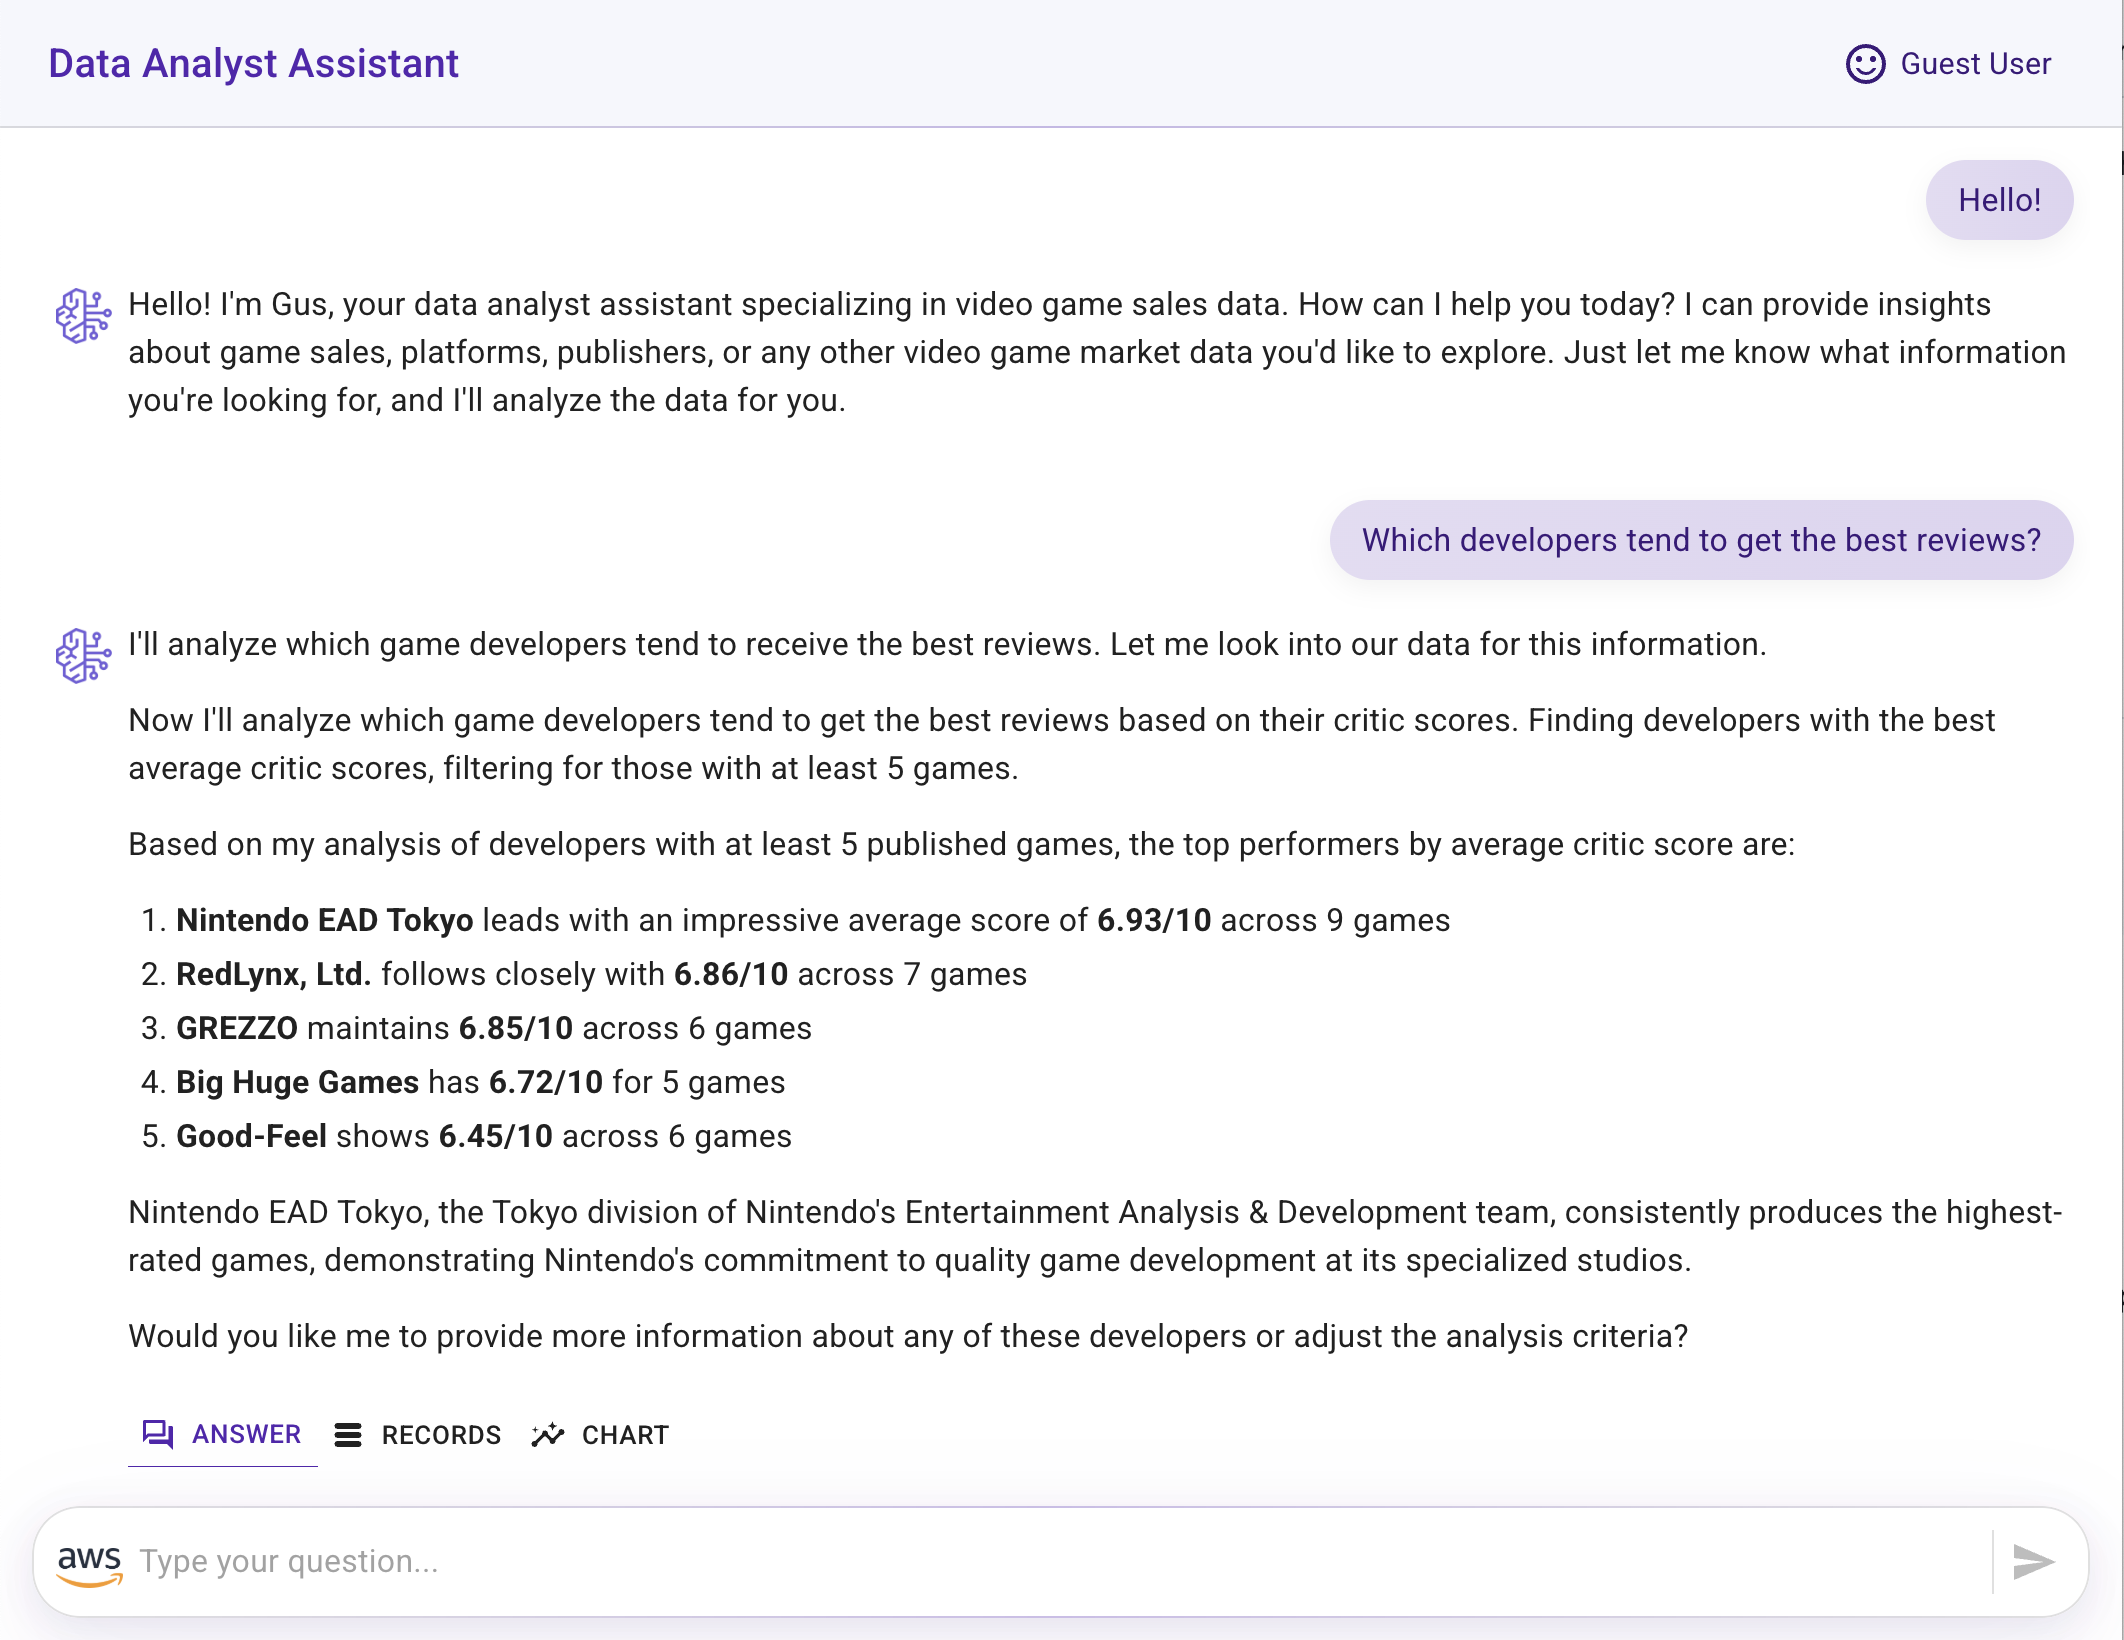 Data Analyst Assistant
Guest User
Hello!
Hello! I'm Gus, your data analyst assistant specializing in video game sales data. How can I help you today? I can provide insights
about game sales, platforms, publishers, or any other video game market data you'd like to explore. Just let me know what information
you're looking for, and I'll analyze the data for you.
Which developers tend to get the best reviews?
I'll analyze which game developers tend to receive the best reviews. Let me look into our data for this information.
Now I'll analyze which game developers tend to get the best reviews based on their critic scores. Finding developers with the best
average critic scores, filtering for those with at least 5 games.
Based on my analysis of developers with at least 5 published games, the top performers by average critic score are:
1. Nintendo EAD Tokyo leads with an impressive average score of 6.93/10 across 9 games
2. RedLynx, Ltd. follows closely with 6.86/10 across 7 games
3. GREZZO maintains 6.85/10 across 6 games
4. Big Huge Games has 6.72/10 for 5 games
5. Good-Feel shows 6.45/10 across 6 games
Nintendo EAD Tokyo, the Tokyo division of Nintendo's Entertainment Analysis & Development team, consistently produces the highest-
rated games, demonstrating Nintendo's commitment to quality game development at its specialized studios.
Would you like me to provide more information about any of these developers or adjust the analysis criteria?
ANSWER RECORDS CHART
aws Type your question...